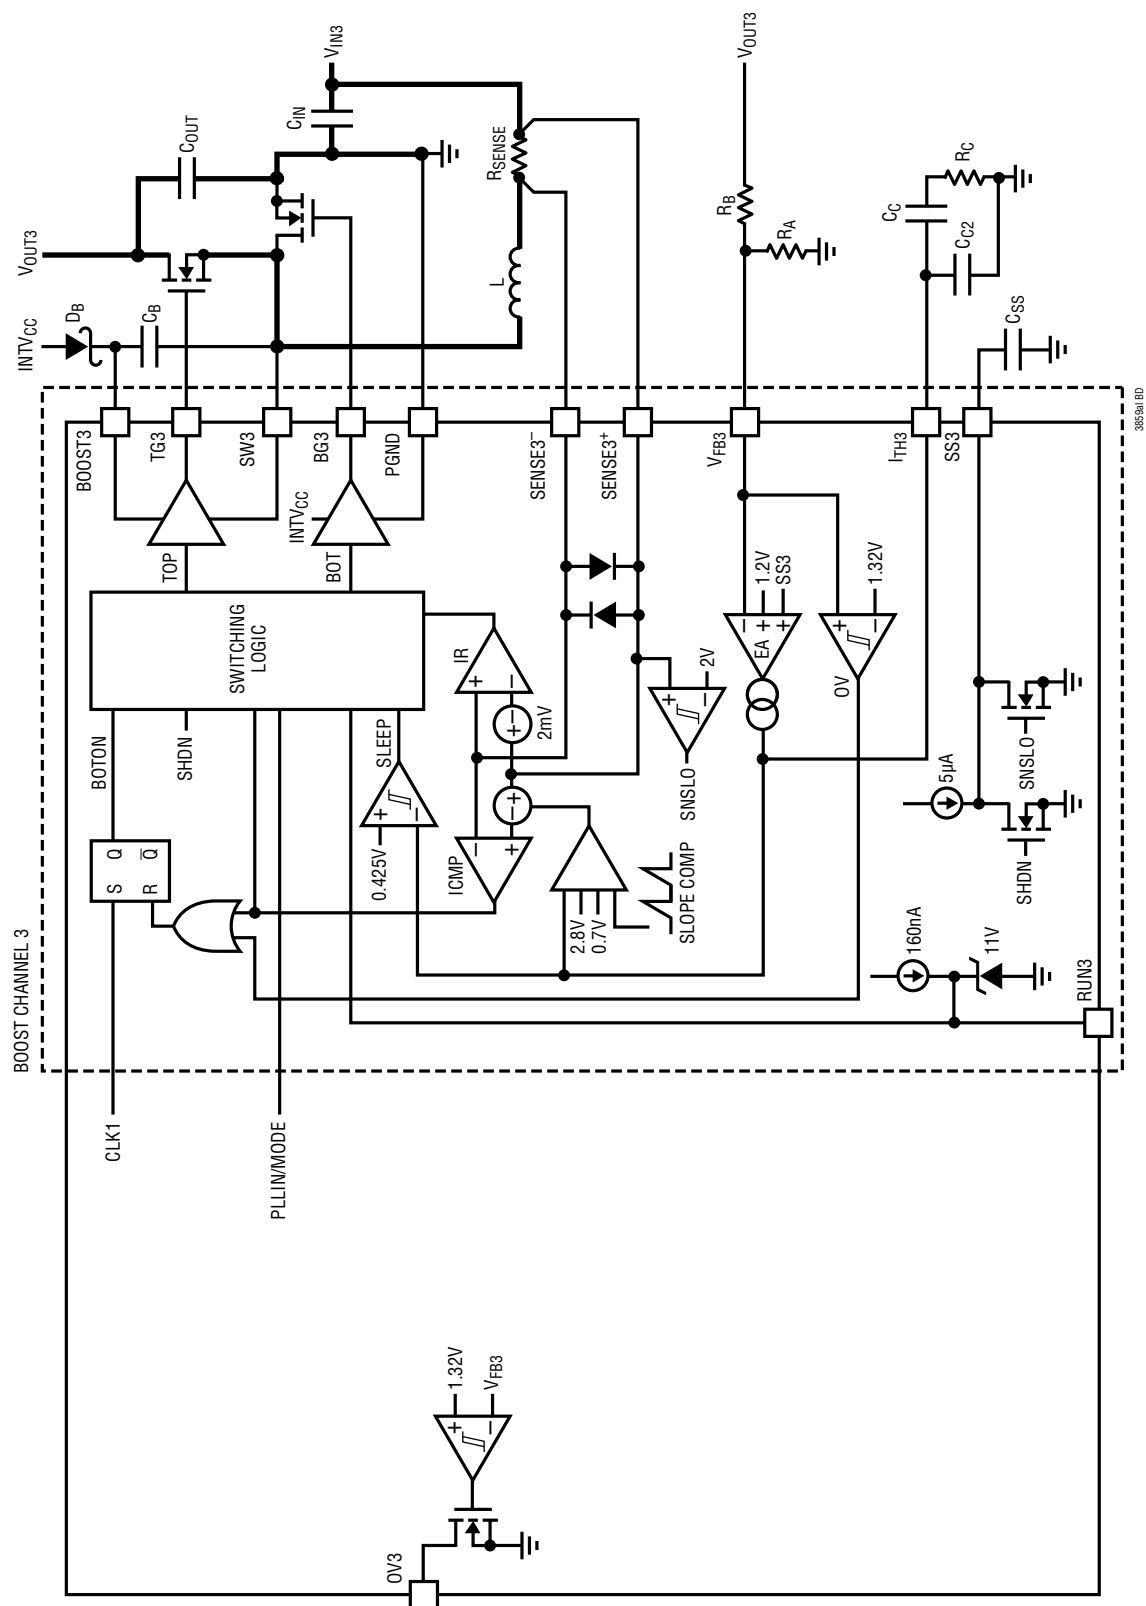 BOOST CHANNEL 3
V_OUT3
INTV_CC
D_B
C_B
C_OUT
C_IN
V_IN3
L
R_SENSE
V_OUT3
R_B
R_A
C_C
R_C
C_C2
C_SS
BOOST3
TG3
SW3
BG3
PGND
SENSE3⁻
SENSE3⁺
V_FB3
I_TH3
SS3
INTV_CC
TOP
BOT
SWITCHING
LOGIC
BOTON
SHDN
SLEEP
+
−
0.425V
S Q
R Q̅
IR
+
−
− +
2mV
− +
ICMP
−
+
2.8V
0.7V
SLOPE COMP
+
−
2V
SNSLO
−
+
+
EA
1.2V
SS3
+
−
OV
1.32V
5µA
SHDN
SNSLO
160nA
11V
RUN3
CLK1
PLLIN/MODE
1.32V
V_FB3
+
−
OV3
3859al BD